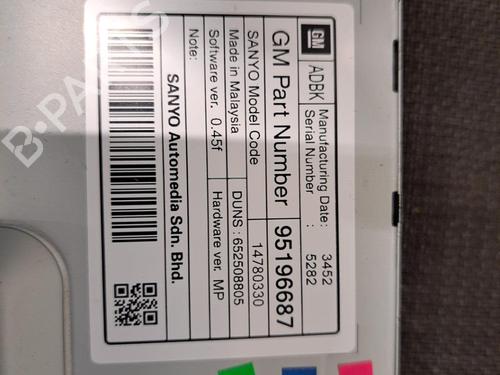 GM ADBK Manufacturing Date : 3452
Serial Number : 5282
GM Part Number 95196687
SANYO Model Code 14780330
Made in Malaysia DUNS : 652508805
Software ver. 0.45f Hardware ver. MP
Note:
SANYO Automedia Sdn. Bhd.
B-PARTS